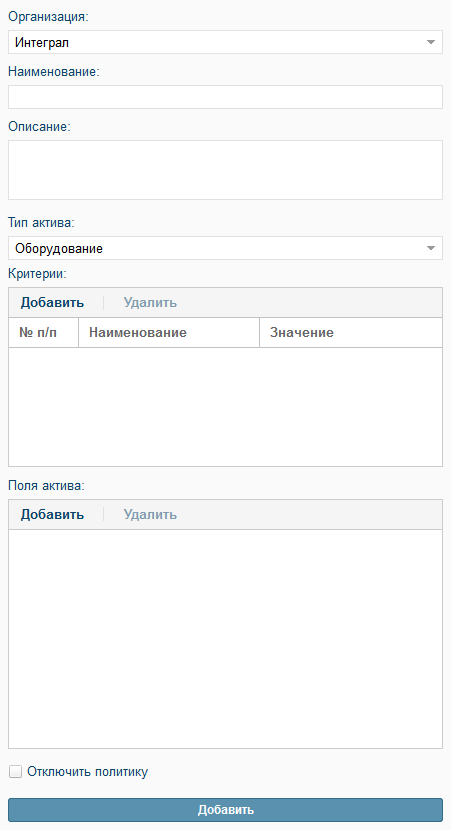 Организация:
Интеграл
Наименование:
Описание:
Тип актива:
Оборудование
Критерии:
Добавить Удалить
№ п/п Наименование Значение
Поля актива:
Добавить Удалить
Отключить политику
Добавить